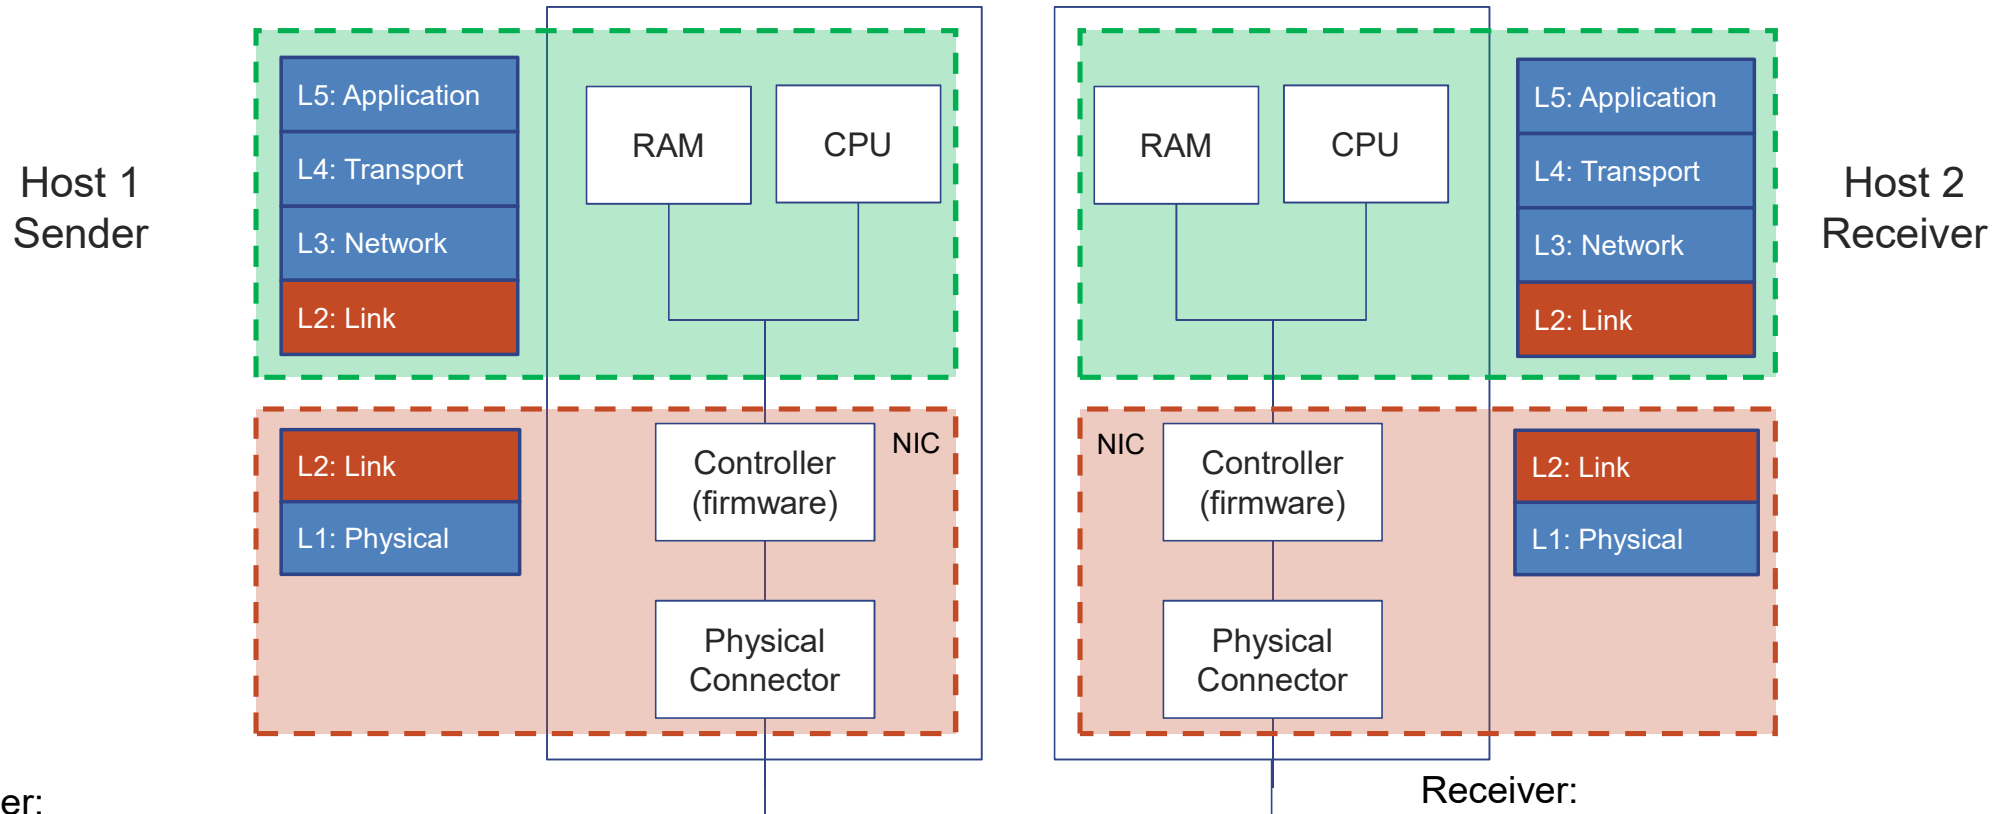 Host 1
Sender
L5: Application
L4: Transport
L3: Network
L2: Link
RAM
CPU
L2: Link
L1: Physical
NIC
Controller
(firmware)
Physical
Connector
RAM
CPU
L5: Application
L4: Transport
L3: Network
L2: Link
Host 2
Receiver
NIC
Controller
(firmware)
Physical
Connector
L2: Link
L1: Physical
er:
Receiver: